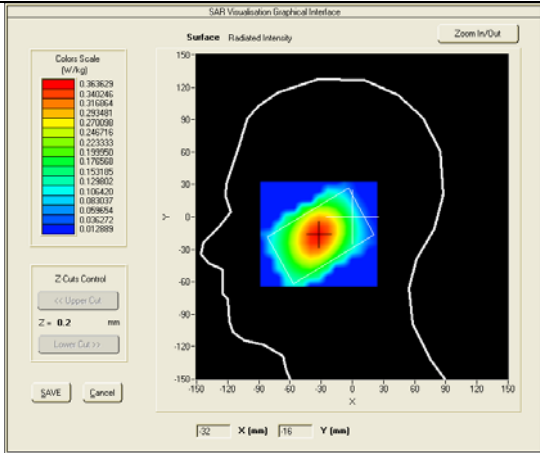 SAR Visualisation Graphical Interface
Surface Radiated Intensity
Zoom In/Out
Colors Scale
(W/kg)
0.363629
0.340246
0.316864
0.293481
0.270098
0.246716
0.223333
0.199950
0.176568
0.153185
0.129802
0.106420
0.083037
0.059654
0.036272
0.012889
150
120
90
60
30
0
-30
-60
-90
-120
-150
Y
-150 -120 -90 -60 -30 0 30 60 90 120 150
X
Z Cuts Control
<< Upper Cut
Z = 0.2 mm
Lower Cut >>
SAVE Cancel
-32 X (mm) -16 Y (mm)